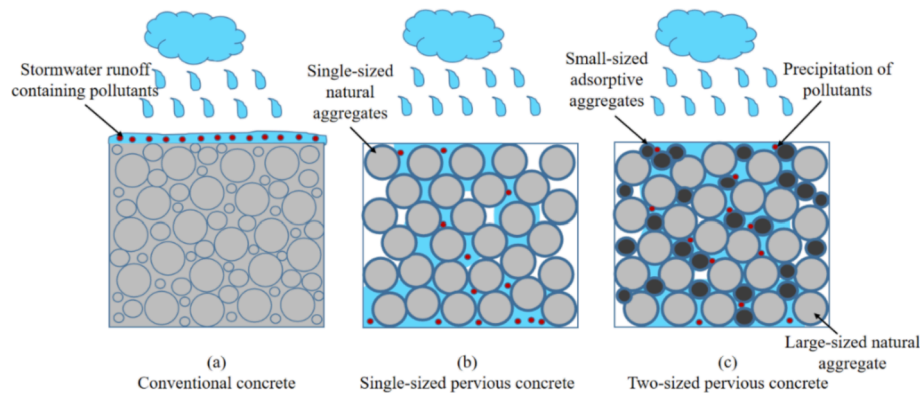 Stormwater runoff
containing pollutants
Single-sized
natural
aggregates
Small-sized
adsorptive
aggregates
Precipitation of
pollutants
Large-sized natural
aggregate
(a)
Conventional concrete
(b)
Single-sized pervious concrete
(c)
Two-sized pervious concrete